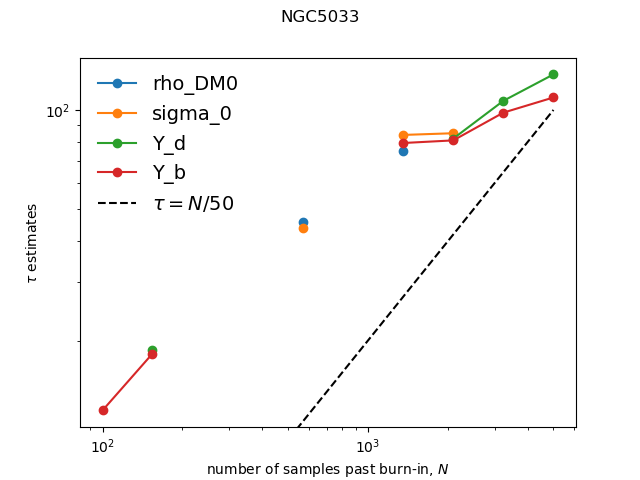 NGC5033
rho_DM0
sigma_0
Y_d
Y_b
τ = N/50
10²
τ estimates
10² 10³
number of samples past burn-in, N